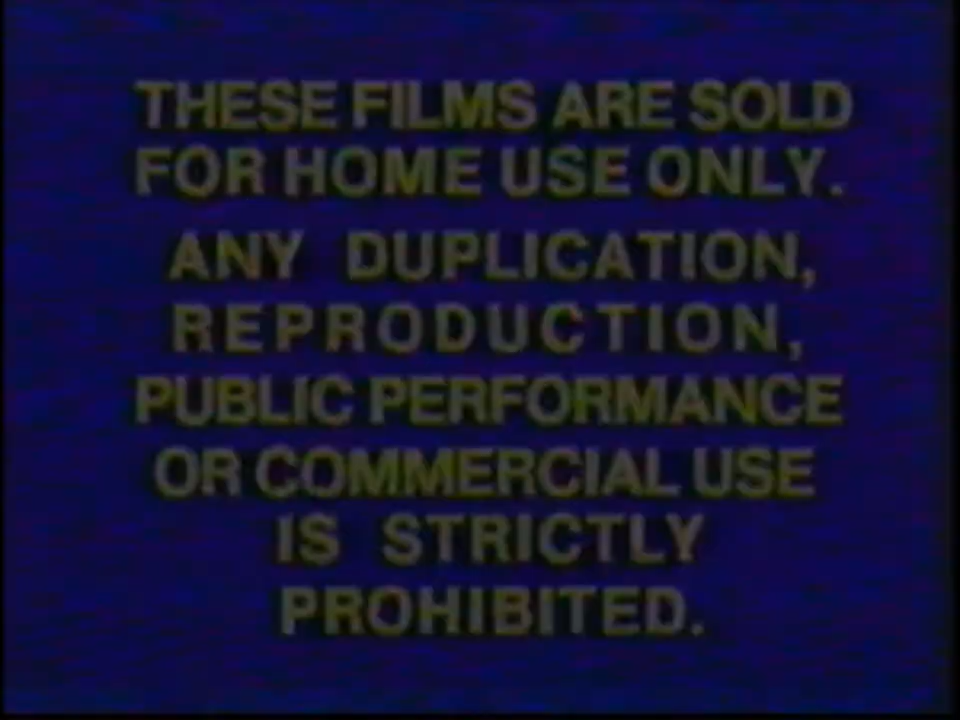 THESE FILMS ARE SOLD
FOR HOME USE ONLY.
ANY DUPLICATION,
REPRODUCTION,
PUBLIC PERFORMANCE
OR COMMERCIAL USE
IS STRICTLY
PROHIBITED.